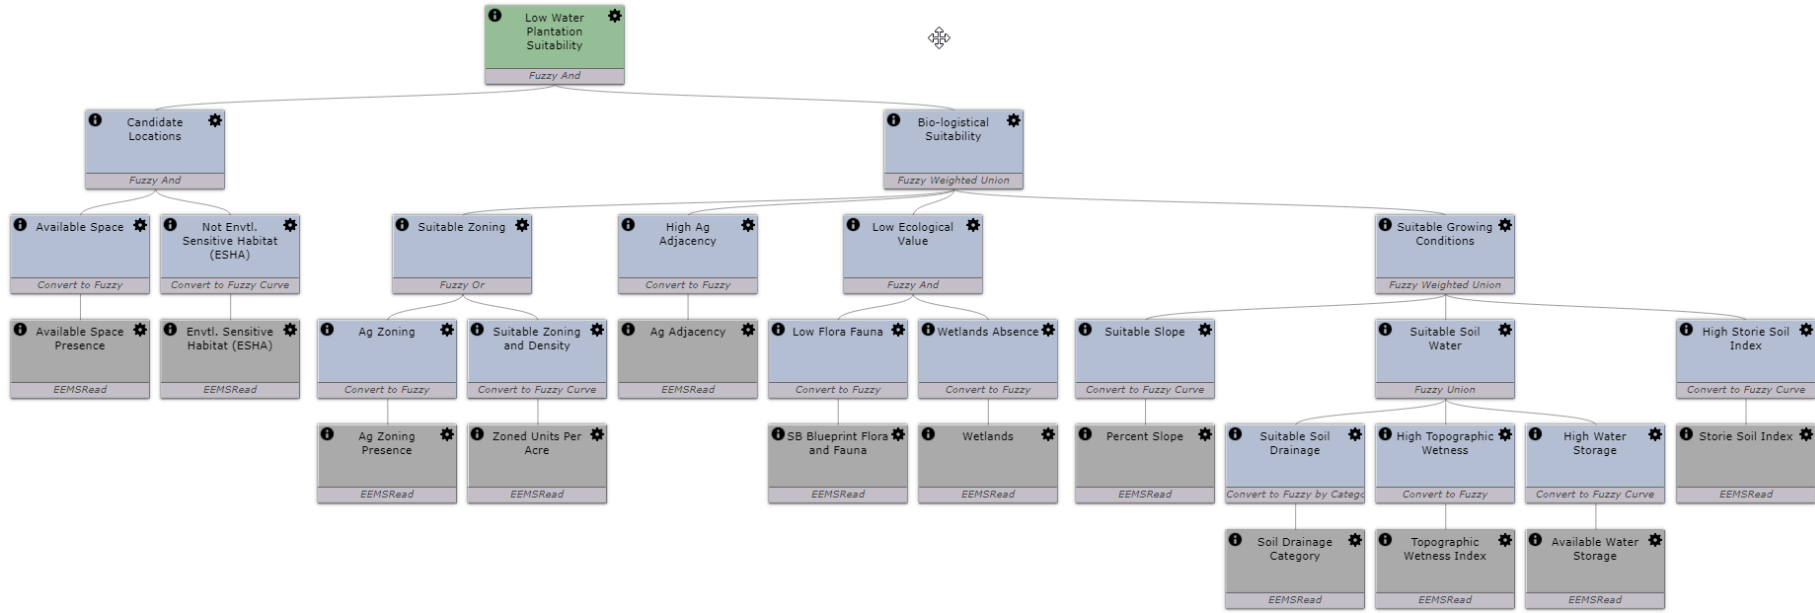 Low Water
Plantation
Suitability
Fuzzy And
Candidate
Locations
Fuzzy And
Bio-logistical
Suitability
Fuzzy Weighted Union
Available Space
Convert to Fuzzy
Not Envtl.
Sensitive Habitat
(ESHA)
Convert to Fuzzy Curve
Suitable Zoning
Fuzzy Or
High Ag
Adjacency
Convert to Fuzzy
Low Ecological
Value
Fuzzy And
Suitable Growing
Conditions
Fuzzy Weighted Union
Available Space
Presence
EEMSRead
Envtl. Sensitive
Habitat (ESHA)
EEMSRead
Ag Zoning
Convert to Fuzzy
Suitable Zoning
and Density
Convert to Fuzzy Curve
Ag Adjacency
EEMSRead
Low Flora Fauna
Convert to Fuzzy
Wetlands Absence
Convert to Fuzzy
Suitable Slope
Convert to Fuzzy Curve
Suitable Soil
Water
Fuzzy Union
High Storie Soil
Index
Convert to Fuzzy Curve
Ag Zoning
Presence
EEMSRead
Zoned Units Per
Acre
EEMSRead
SB Blueprint Flora
and Fauna
EEMSRead
Wetlands
EEMSRead
Percent Slope
EEMSRead
Suitable Soil
Drainage
Convert to Fuzzy by Catego
High Topographic
Wetness
Convert to Fuzzy
High Water
Storage
Convert to Fuzzy Curve
Storie Soil Index
EEMSRead
Soil Drainage
Category
EEMSRead
Topographic
Wetness Index
EEMSRead
Available Water
Storage
EEMSRead